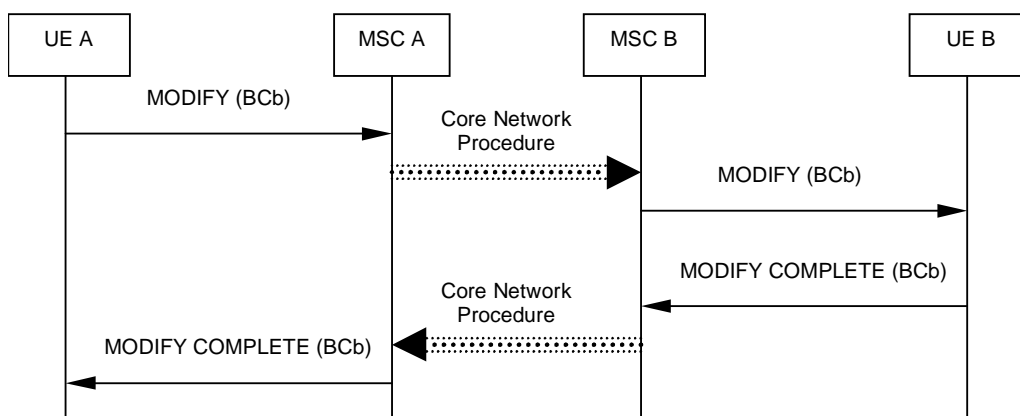 UE A
MSC A
MSC B
UE B
MODIFY (BCb)
Core Network
Procedure
MODIFY (BCb)
MODIFY COMPLETE (BCb)
Core Network
Procedure
MODIFY COMPLETE (BCb)